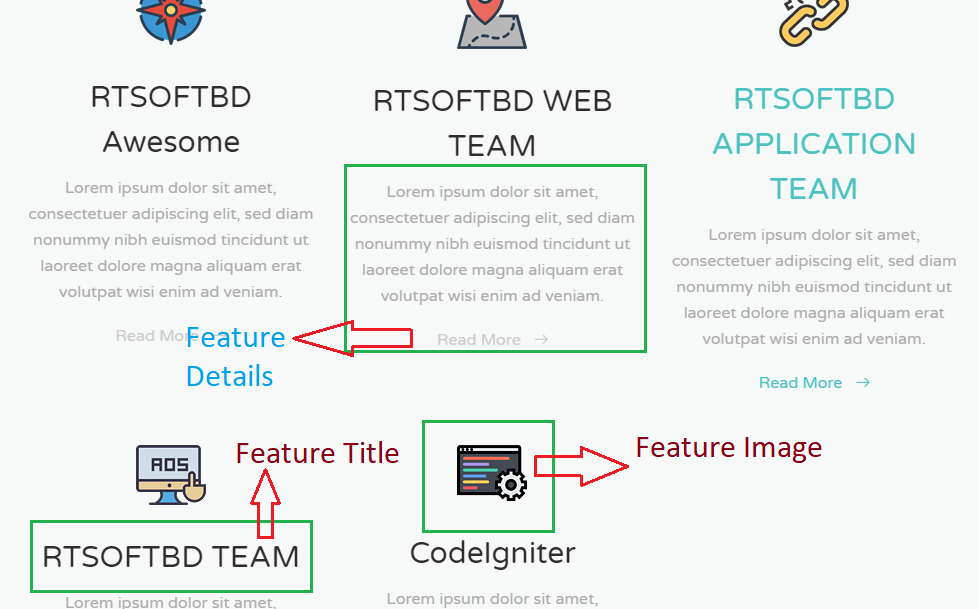 RTSOFTBD
Awesome
Lorem ipsum dolor sit amet,
consectetuer adipiscing elit, sed diam
nonummy nibh euismod tincidunt ut
laoreet dolore magna aliquam erat
volutpat wisi enim ad veniam.
Read More
RTSOFTBD WEB
TEAM
Lorem ipsum dolor sit amet,
consectetuer adipiscing elit, sed diam
nonummy nibh euismod tincidunt ut
laoreet dolore magna aliquam erat
volutpat wisi enim ad veniam.
Read More →
RTSOFTBD
APPLICATION
TEAM
Lorem ipsum dolor sit amet,
consectetuer adipiscing elit, sed diam
nonummy nibh euismod tincidunt ut
laoreet dolore magna aliquam erat
volutpat wisi enim ad veniam.
Read More →
Feature
Details
AOS
Feature Title
RTSOFTBD TEAM
Lorem ipsum dolor sit amet,
Feature Image
CodeIgniter
Lorem ipsum dolor sit amet,